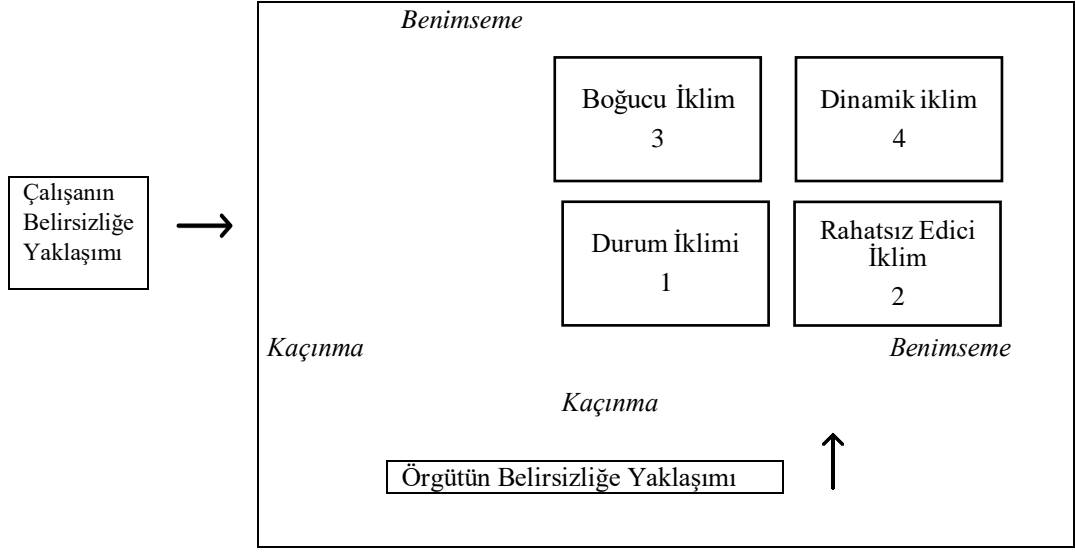 Benimseme
Boğucu İklim
3
Dinamik iklim
4
Çalışanın
Belirsizliğe
Yaklaşımı
Durum İklimi
1
Rahatsız Edici
İklim
2
Kaçınma
Benimseme
Kaçınma
Örgütün Belirsizliğe Yaklaşımı